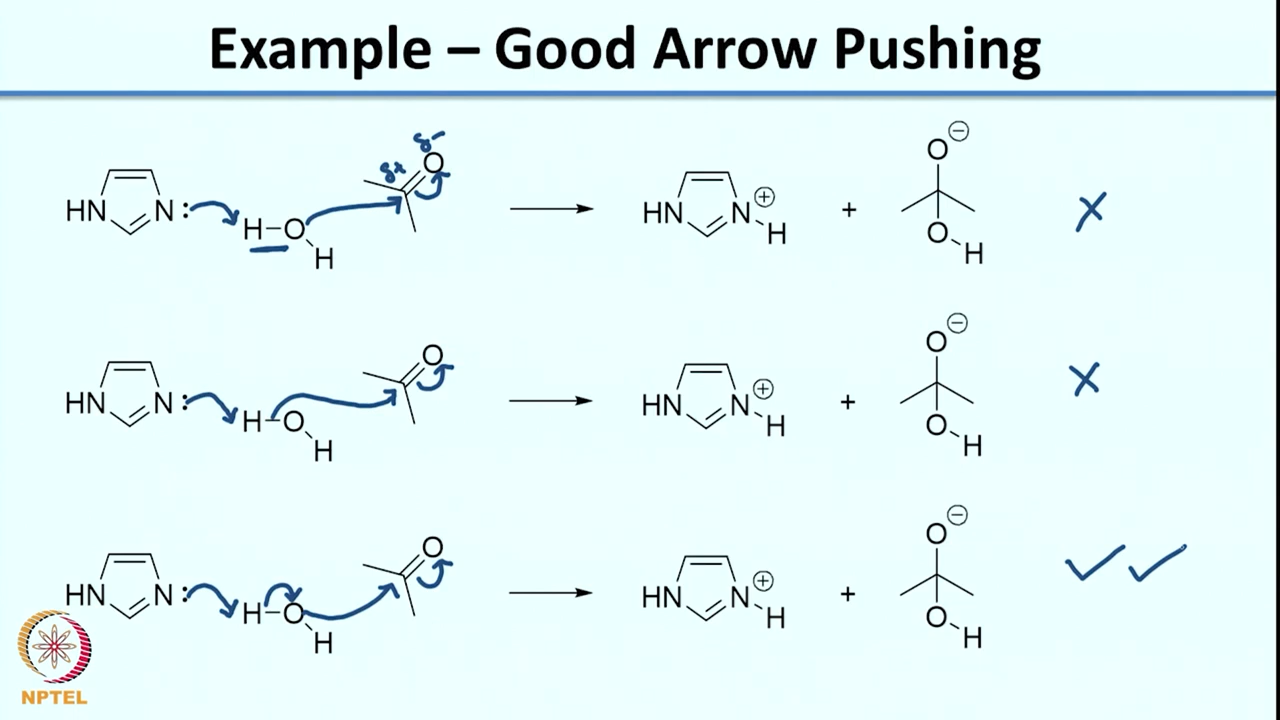 Example – Good Arrow Pushing
δ-
δ+ O
HN N: H-O H
HN N ⊕ H + O ⊖ O H ✗
O
HN N: H-O H
HN N ⊕ H + O ⊖ O H ✗
O
HN N: H-O H
HN N ⊕ H + O ⊖ O H ✓✓
NPTEL